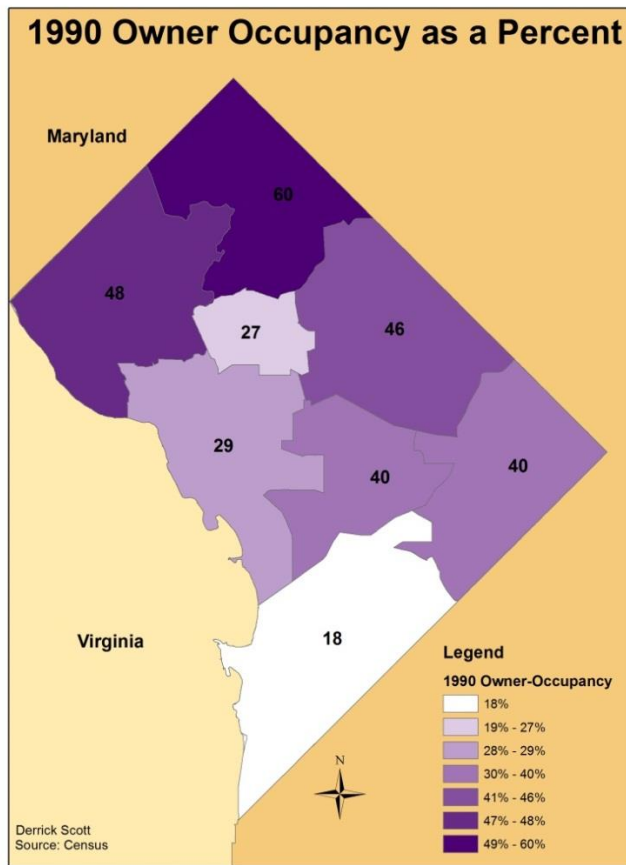 1990 Owner Occupancy as a Percent
Maryland
60
48
27
46
29
40
40
Virginia
18
Legend
1990 Owner-Occupancy
18%
19% - 27%
28% - 29%
30% - 40%
41% - 46%
47% - 48%
49% - 60%
N
Derrick Scott
Source: Census